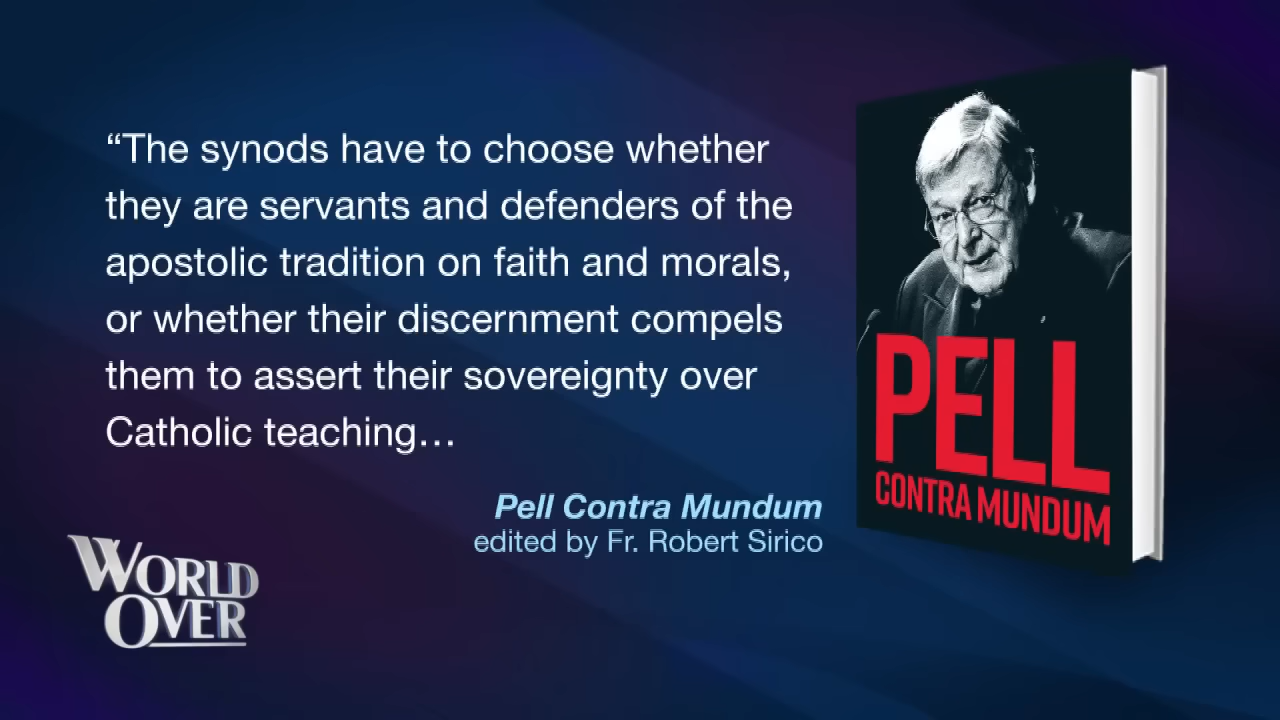 “The synods have to choose whether
they are servants and defenders of the
apostolic tradition on faith and morals,
or whether their discernment compels
them to assert their sovereignty over
Catholic teaching…
Pell Contra Mundum
edited by Fr. Robert Sirico
PELL
CONTRA MUNDUM
WORLD
OVER